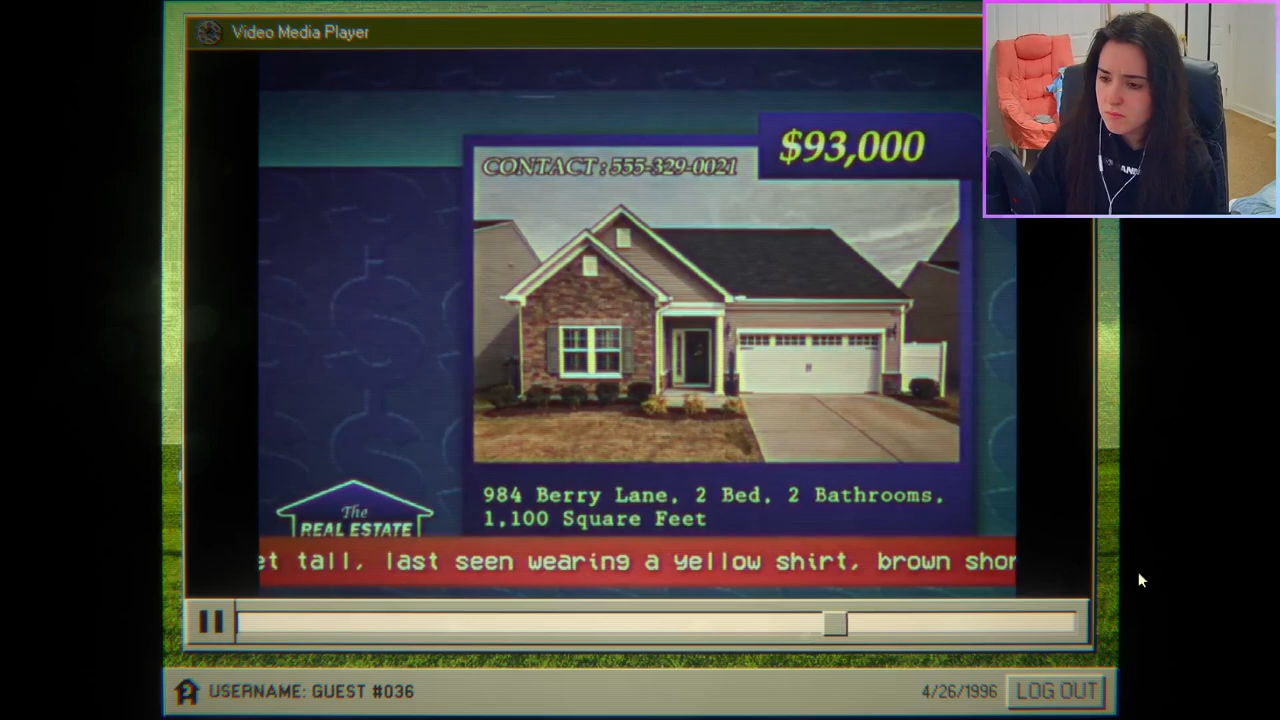 Video Media Player
$93,000
CONTACT : 555-329-0021
984 Berry Lane, 2 Bed, 2 Bathrooms,
1,100 Square Feet
The
REAL ESTATE
et tall, last seen wearing a yellow shirt, brown shor
USERNAME: GUEST #036
4/26/1996
LOG OUT